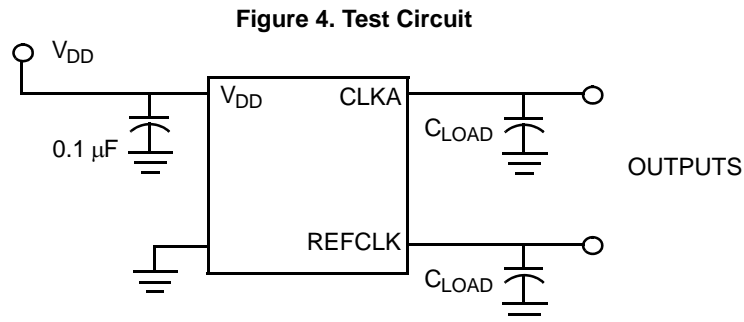 Figure 4. Test Circuit
VDD
VDD
CLKA
0.1 μF
CLOAD
OUTPUTS
REFCLK
CLOAD